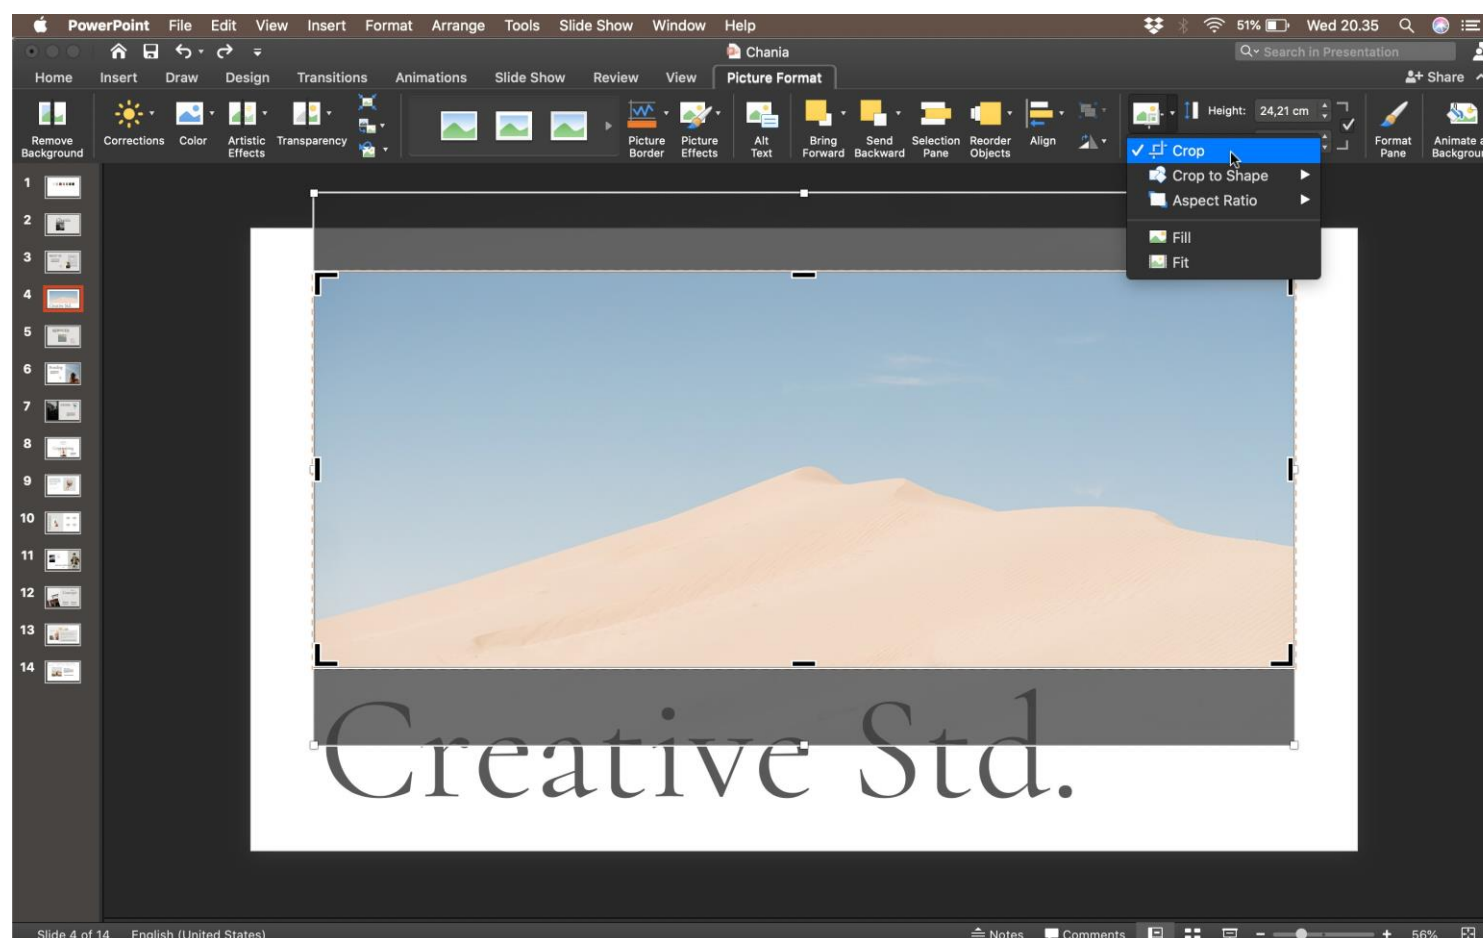 PowerPoint File Edit View Insert Format Arrange Tools Slide Show Window Help 51% Wed 20.35
Chania
Search in Presentation
Home Insert Draw Design Transitions Animations Slide Show Review View Picture Format Share
Remove Background
Corrections
Color
Artistic Effects
Transparency
Picture Border
Picture Effects
Alt Text
Bring Forward
Send Backward
Selection Pane
Reorder Objects
Align
Height: 24,21 cm
Format Pane
Animate
Crop
Crop to Shape
Aspect Ratio
Fill
Fit
1
2
3
4
5
6
7
8
9
10
11
12
13
14
Creative Std.
Slide 4 of 14 English (United States) Notes Comments 56%